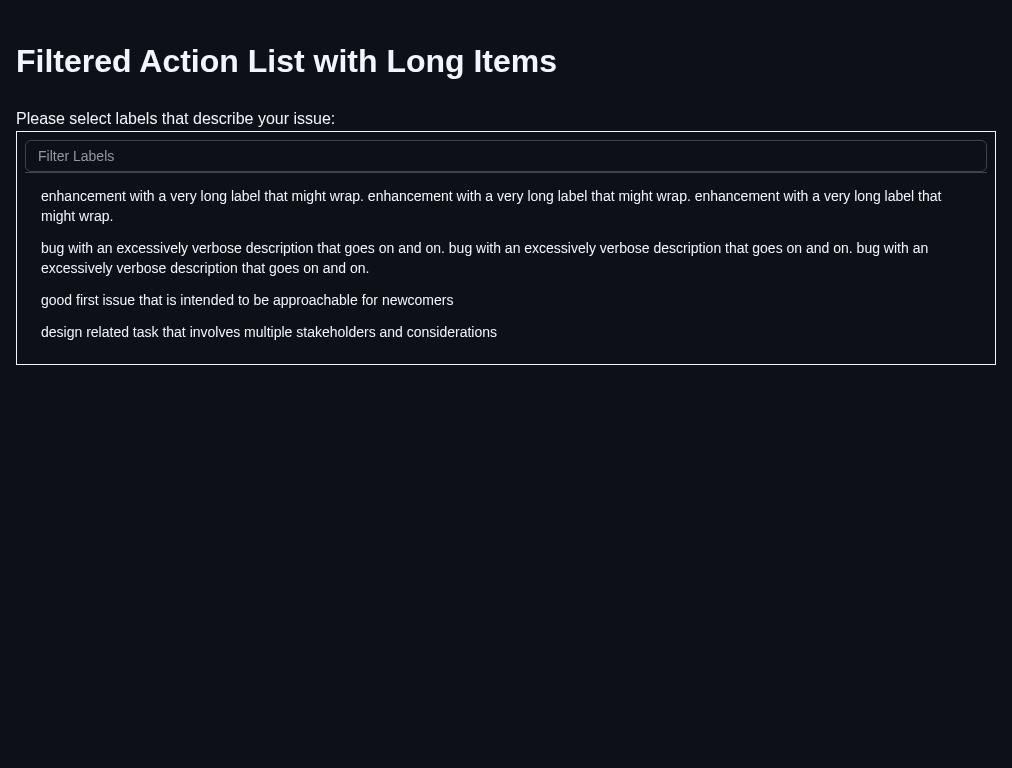 Filtered Action List with Long Items
Please select labels that describe your issue:
Filter Labels
enhancement with a very long label that might wrap. enhancement with a very long label that might wrap. enhancement with a very long label that
might wrap.
bug with an excessively verbose description that goes on and on. bug with an excessively verbose description that goes on and on. bug with an
excessively verbose description that goes on and on.
good first issue that is intended to be approachable for newcomers
design related task that involves multiple stakeholders and considerations